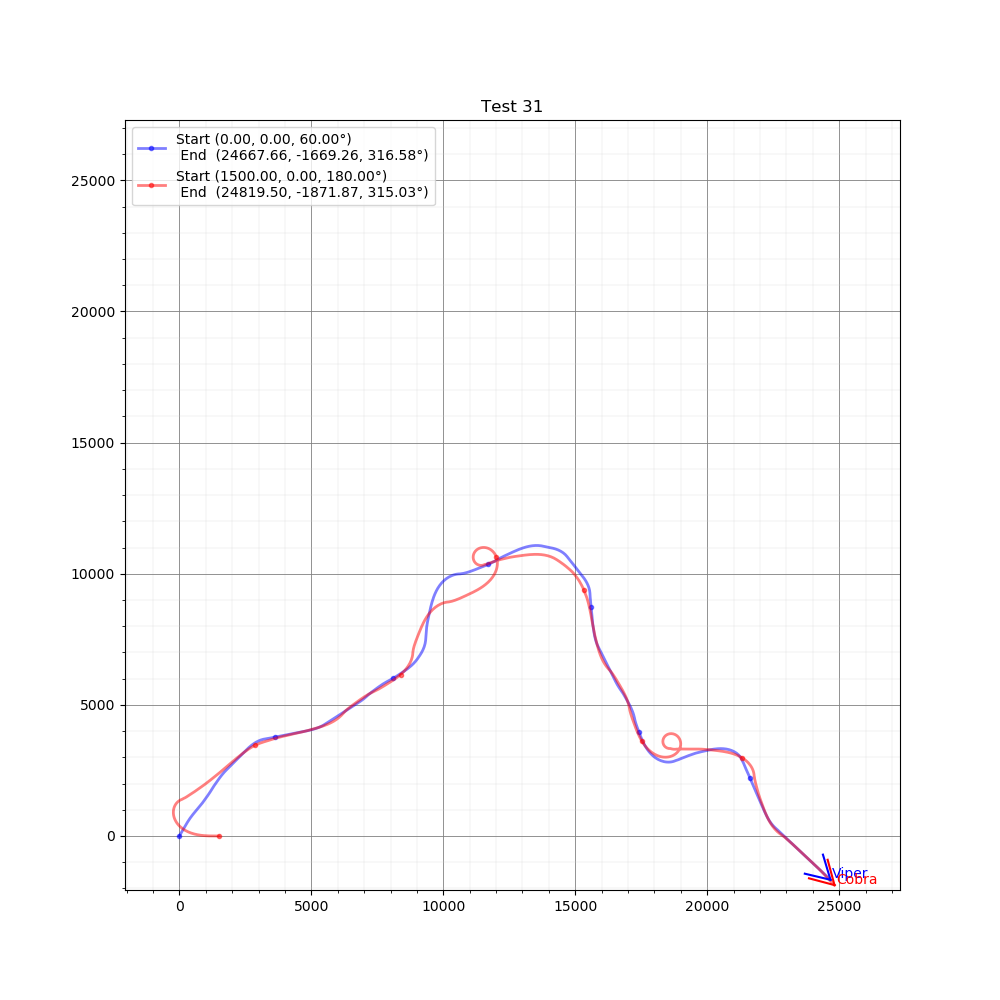 Test 31
Start (0.00, 0.00, 60.00°)
End  (24667.66, -1669.26, 316.58°)
Start (1500.00, 0.00, 180.00°)
End  (24819.50, -1871.87, 315.03°)
25000
20000
15000
10000
5000
0
Viper
Cobra
0 5000 10000 15000 20000 25000